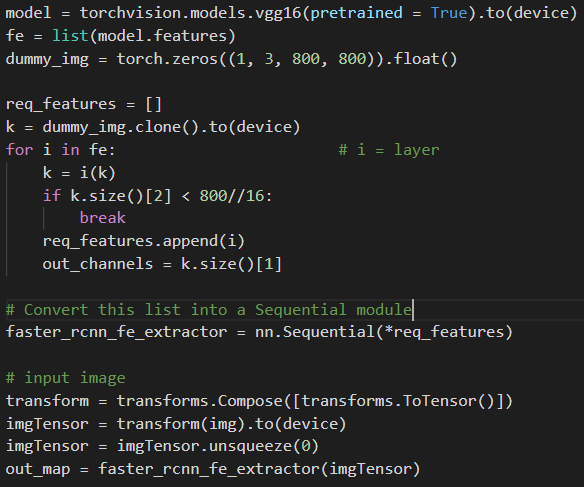 model = torchvision.models.vgg16(pretrained = True).to(device)
fe = list(model.features)
dummy_img = torch.zeros((1, 3, 800, 800)).float()

req_features = []
k = dummy_img.clone().to(device)
for i in fe:                        # i = layer
    k = i(k)
    if k.size()[2] < 800//16:
        break
    req_features.append(i)
    out_channels = k.size()[1]

# Convert this list into a Sequential module
faster_rcnn_fe_extractor = nn.Sequential(*req_features)

# input image
transform = transforms.Compose([transforms.ToTensor()])
imgTensor = transform(img).to(device)
imgTensor = imgTensor.unsqueeze(0)
out_map = faster_rcnn_fe_extractor(imgTensor)